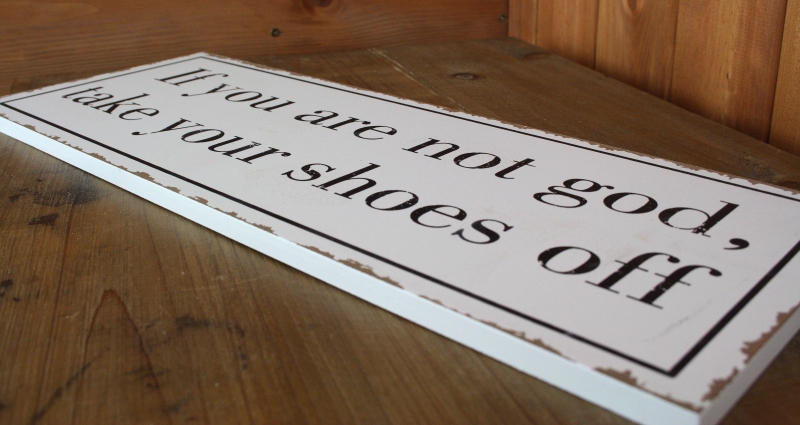 If you are not god,
take your shoes off